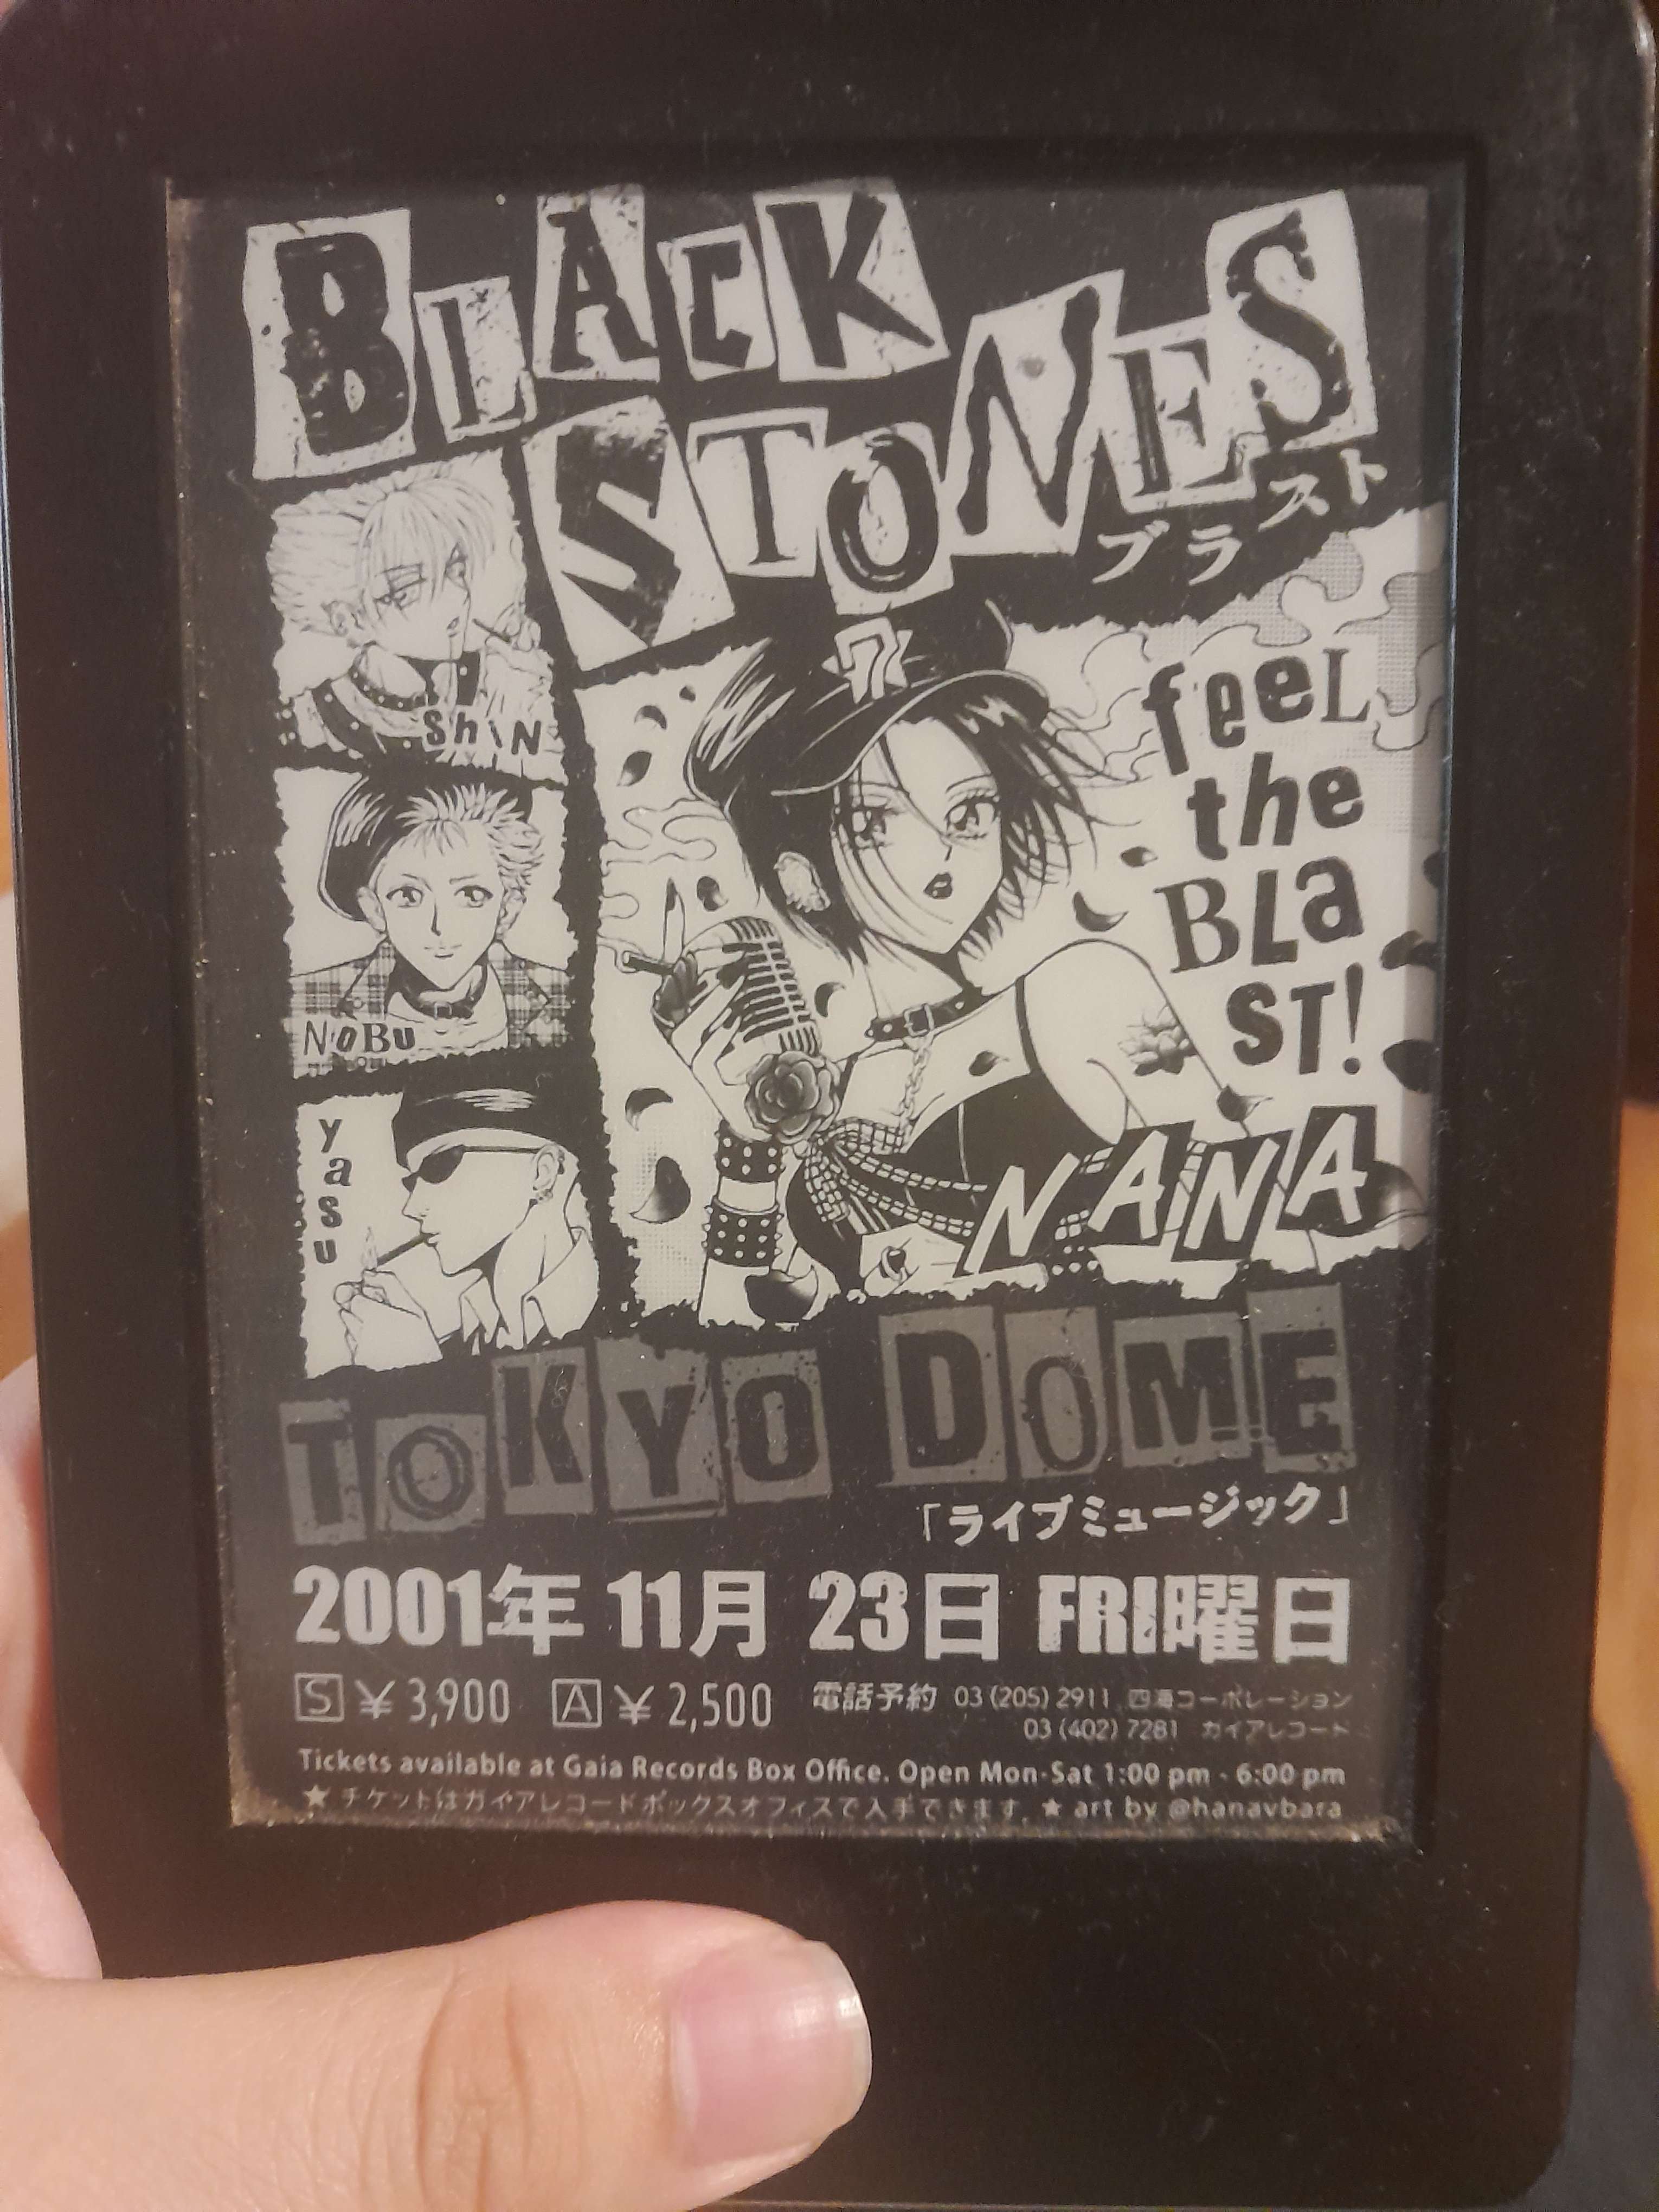 BLACK
STONES
ブラスト
ShiN
NoBu
yasu
7
feeL
the
BLa
ST!
NANA
TOKYO DOME
「ライブミュージック」
2001年 11月 23日 FRI曜日
S ¥ 3,900 A ¥ 2,500 電話予約 03 (205) 2911 四海コーポレーション
03 (402) 7281 ガイアレコード
Tickets available at Gaia Records Box Office. Open Mon-Sat 1:00 pm - 6:00 pm
★ チケットはガイアレコードボックスオフィスで入手できます。 ★ art by @hanavbara